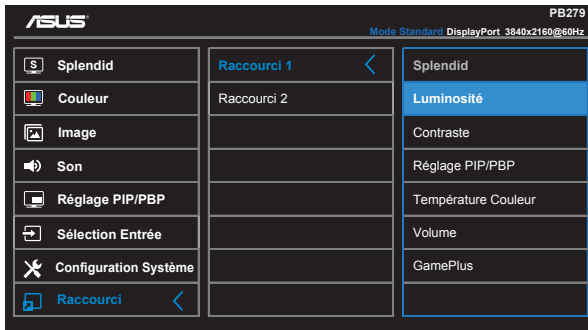 ASUS
PB279
Mode Standard DisplayPort 3840x2160@60Hz
S Splendid
Couleur
Image
Son
Réglage PIP/PBP
Sélection Entrée
Configuration Système
Raccourci
Raccourci 1
Raccourci 2
Splendid
Luminosité
Contraste
Réglage PIP/PBP
Température Couleur
Volume
GamePlus